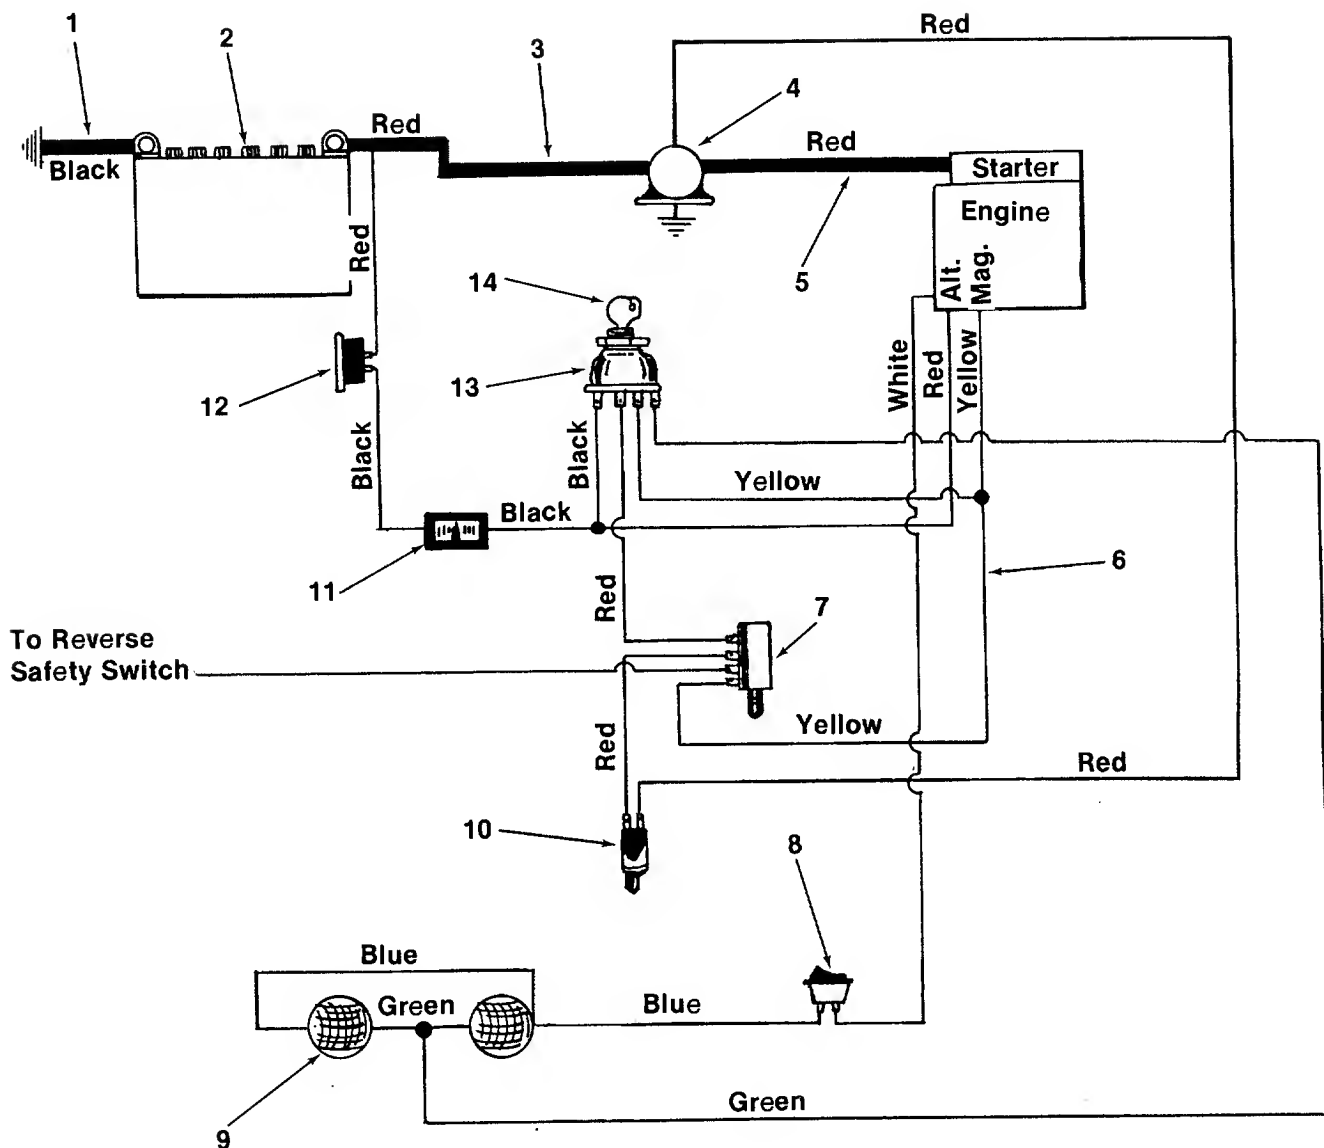 1
2
3
Red
4
Red
Red
Black
Starter
Engine
Alt.
Mag.
5
Red
14
12
13
White
Red
Yellow
Black
Black
Yellow
Black
11
6
Red
7
To Reverse
Safety Switch
Yellow
Red
Red
10
8
Blue
Green
Blue
9
Green